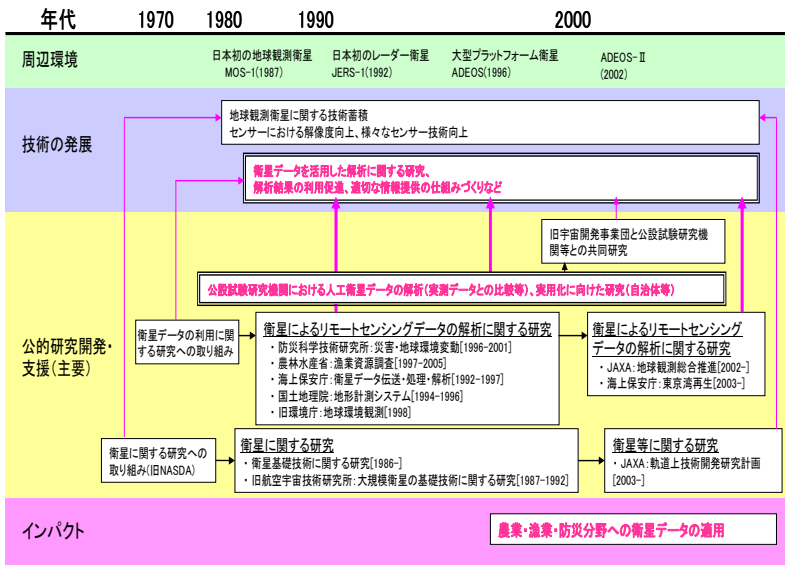 年代 1970 1980 1990 2000
周辺環境
日本初の地球観測衛星
MOS-1(1987)
日本初のレーダー衛星
JERS-1(1992)
大型プラットフォーム衛星
ADEOS(1996)
ADEOS-Ⅱ
(2002)
技術の発展
地球観測衛星に関する技術蓄積
センサーにおける解像度向上、様々なセンサー技術向上
衛星データを活用した解析に関する研究、
解析結果の利用促進、適切な情報提供の仕組みづくりなど
公的研究開発・
支援(主要)
旧宇宙開発事業団と公設試験研究機
関等との共同研究
公設試験研究機関における人工衛星データの解析(実測データとの比較等)、実用化に向けた研究(自治体等)
衛星データの利用に関
する研究への取り組み
衛星によるリモートセンシングデータの解析に関する研究
・防災科学技術研究所:災害・地球環境変動[1996-2001]
・農林水産省:漁業資源調査[1997-2005]
・海上保安庁:衛星データ伝送・処理・解析[1992-1997]
・国土地理院:地形計測システム[1994-1996]
・旧環境庁:地球環境観測[1998]
衛星によるリモートセンシング
データの解析に関する研究
・JAXA:地球観測総合推進[2002-]
・海上保安庁:東京湾再生[2003-]
衛星に関する研究への
取り組み(旧NASDA)
衛星に関する研究
・衛星基礎技術に関する研究[1986-]
・旧航空宇宙技術研究所:大規模衛星の基礎技術に関する研究[1987-1992]
衛星等に関する研究
・JAXA:軌道上技術開発研究計画
[2003-]
インパクト
農業・漁業・防災分野への衛星データの適用